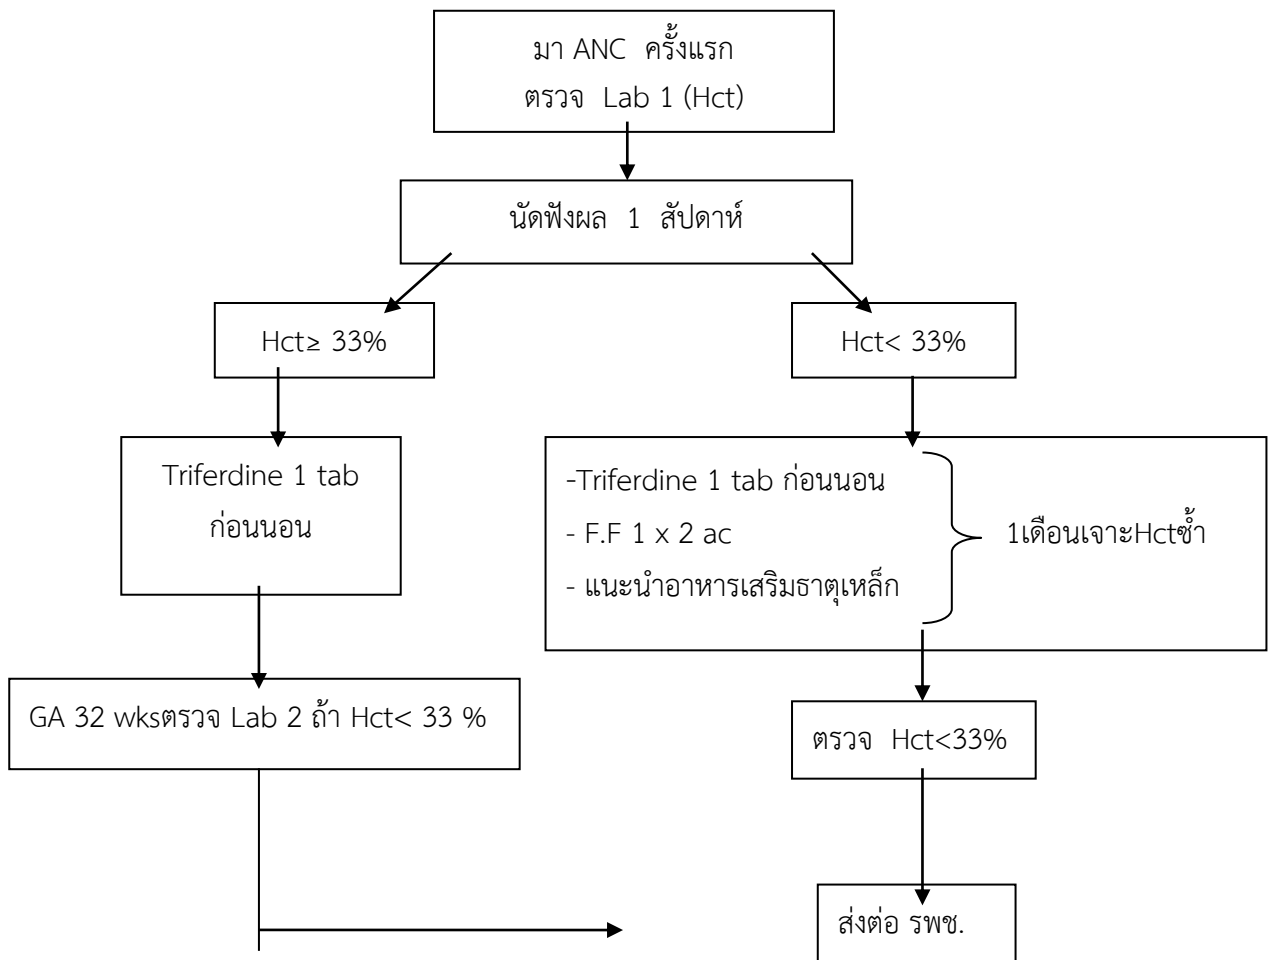 มา ANC ครั้งแรก
ตรวจ Lab 1 (Hct)
นัดฟังผล 1 สัปดาห์
Hct≥ 33%
Hct< 33%
Triferdine 1 tab
ก่อนนอน
-Triferdine 1 tab ก่อนนอน
- F.F 1 x 2 ac
- แนะนำอาหารเสริมธาตุเหล็ก
1เดือนเจาะHctซ้ำ
GA 32 wksตรวจ Lab 2 ถ้า Hct< 33 %
ตรวจ Hct<33%
ส่งต่อ รพช.